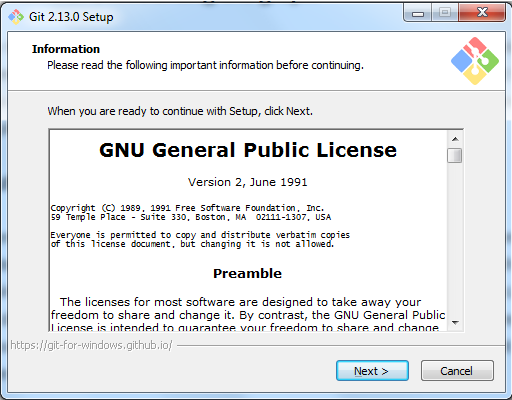 Git 2.13.0 Setup
Information
Please read the following important information before continuing.
When you are ready to continue with Setup, click Next.
GNU General Public License
Version 2, June 1991
Copyright (C) 1989, 1991 Free Software Foundation, Inc.
59 Temple Place - Suite 330, Boston, MA  02111-1307, USA
Everyone is permitted to copy and distribute verbatim copies
of this license document, but changing it is not allowed.
Preamble
The licenses for most software are designed to take away your
freedom to share and change it. By contrast, the GNU General Public
License is intended to guarantee your freedom to share and change
https://git-for-windows.github.io/
Next >
Cancel